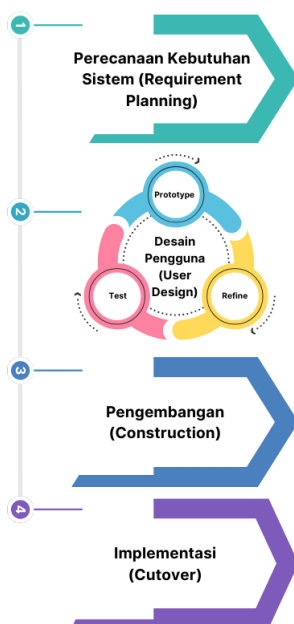 1
Perecanaan Kebutuhan
Sistem (Requirement
Planning)
2
Prototype
Desain
Pengguna
(User
Design)
Test
Refine
3
Pengembangan
(Construction)
4
Implementasi
(Cutover)